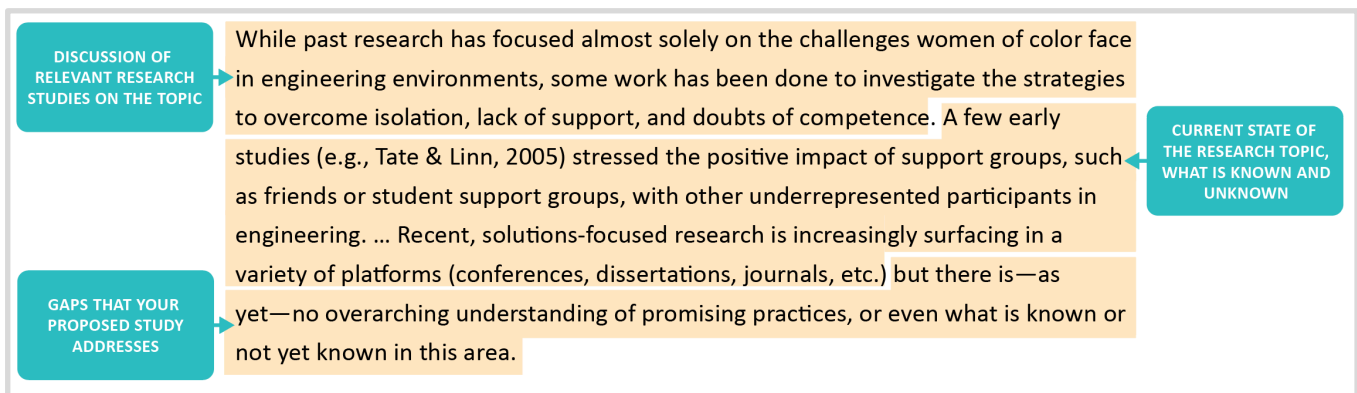 DISCUSSION OF
RELEVANT RESEARCH
STUDIES ON THE TOPIC
While past research has focused almost solely on the challenges women of color face
in engineering environments, some work has been done to investigate the strategies
to overcome isolation, lack of support, and doubts of competence. A few early
studies (e.g., Tate & Linn, 2005) stressed the positive impact of support groups, such
as friends or student support groups, with other underrepresented participants in
engineering. ... Recent, solutions-focused research is increasingly surfacing in a
variety of platforms (conferences, dissertations, journals, etc.) but there is—as
yet—no overarching understanding of promising practices, or even what is known or
not yet known in this area.
CURRENT STATE OF
THE RESEARCH TOPIC,
WHAT IS KNOWN AND
UNKNOWN
GAPS THAT YOUR
PROPOSED STUDY
ADDRESSES